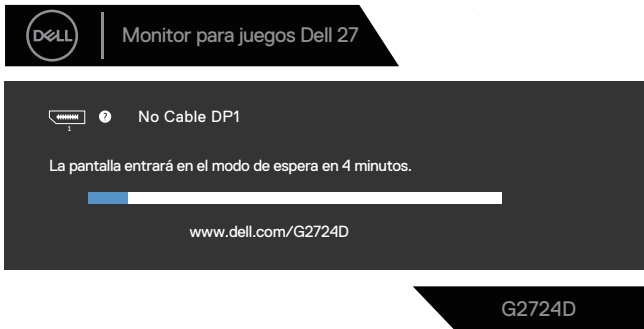 DELL
Monitor para juegos Dell 27
1
?
No Cable DP1
La pantalla entrará en el modo de espera en 4 minutos.
www.dell.com/G2724D
G2724D